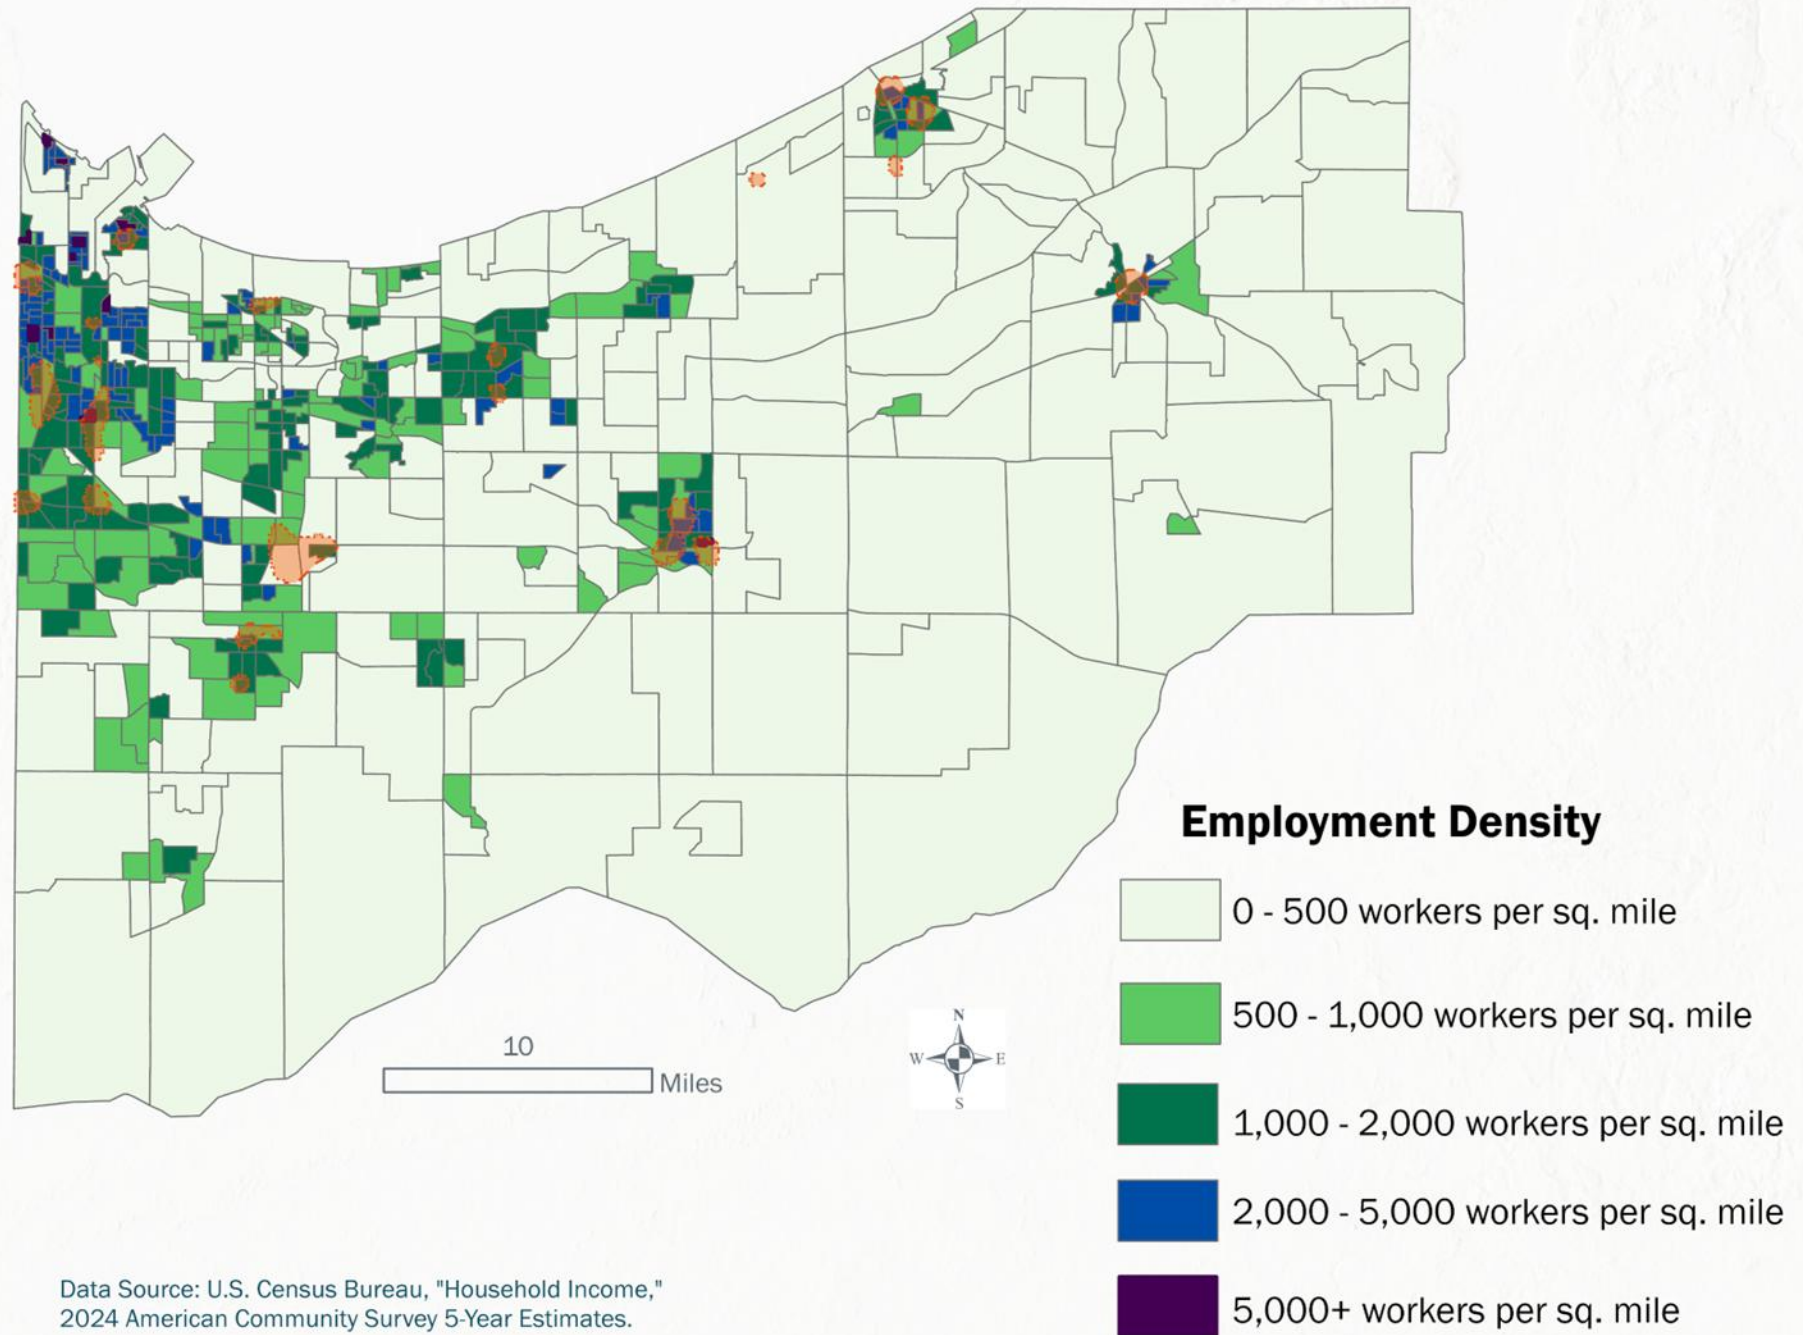 10
Miles
N
W
E
S
Employment Density
0 - 500 workers per sq. mile
500 - 1,000 workers per sq. mile
1,000 - 2,000 workers per sq. mile
2,000 - 5,000 workers per sq. mile
5,000+ workers per sq. mile
Data Source: U.S. Census Bureau, "Household Income,"
2024 American Community Survey 5-Year Estimates.